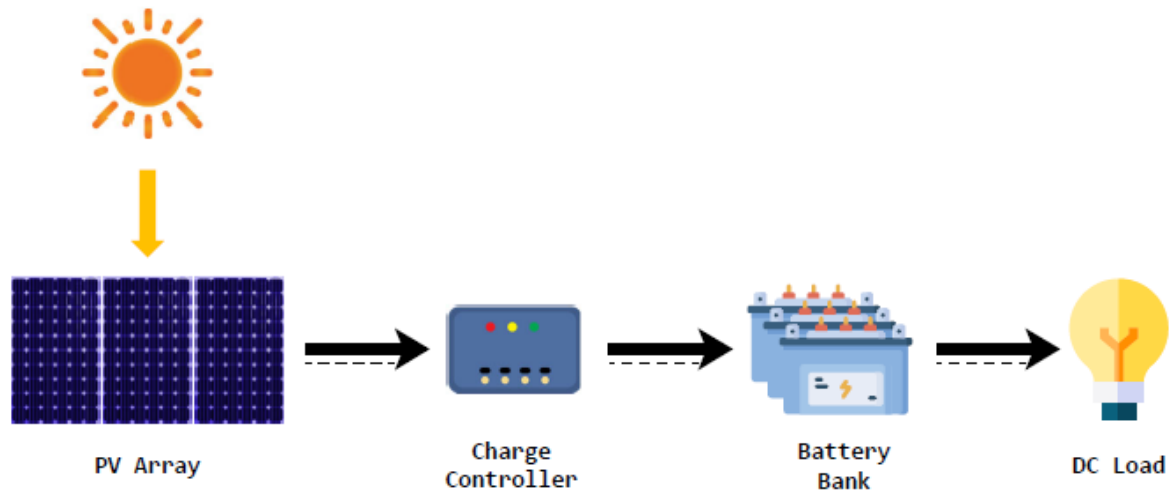 PV Array
Charge
Controller
Battery
Bank
DC Load